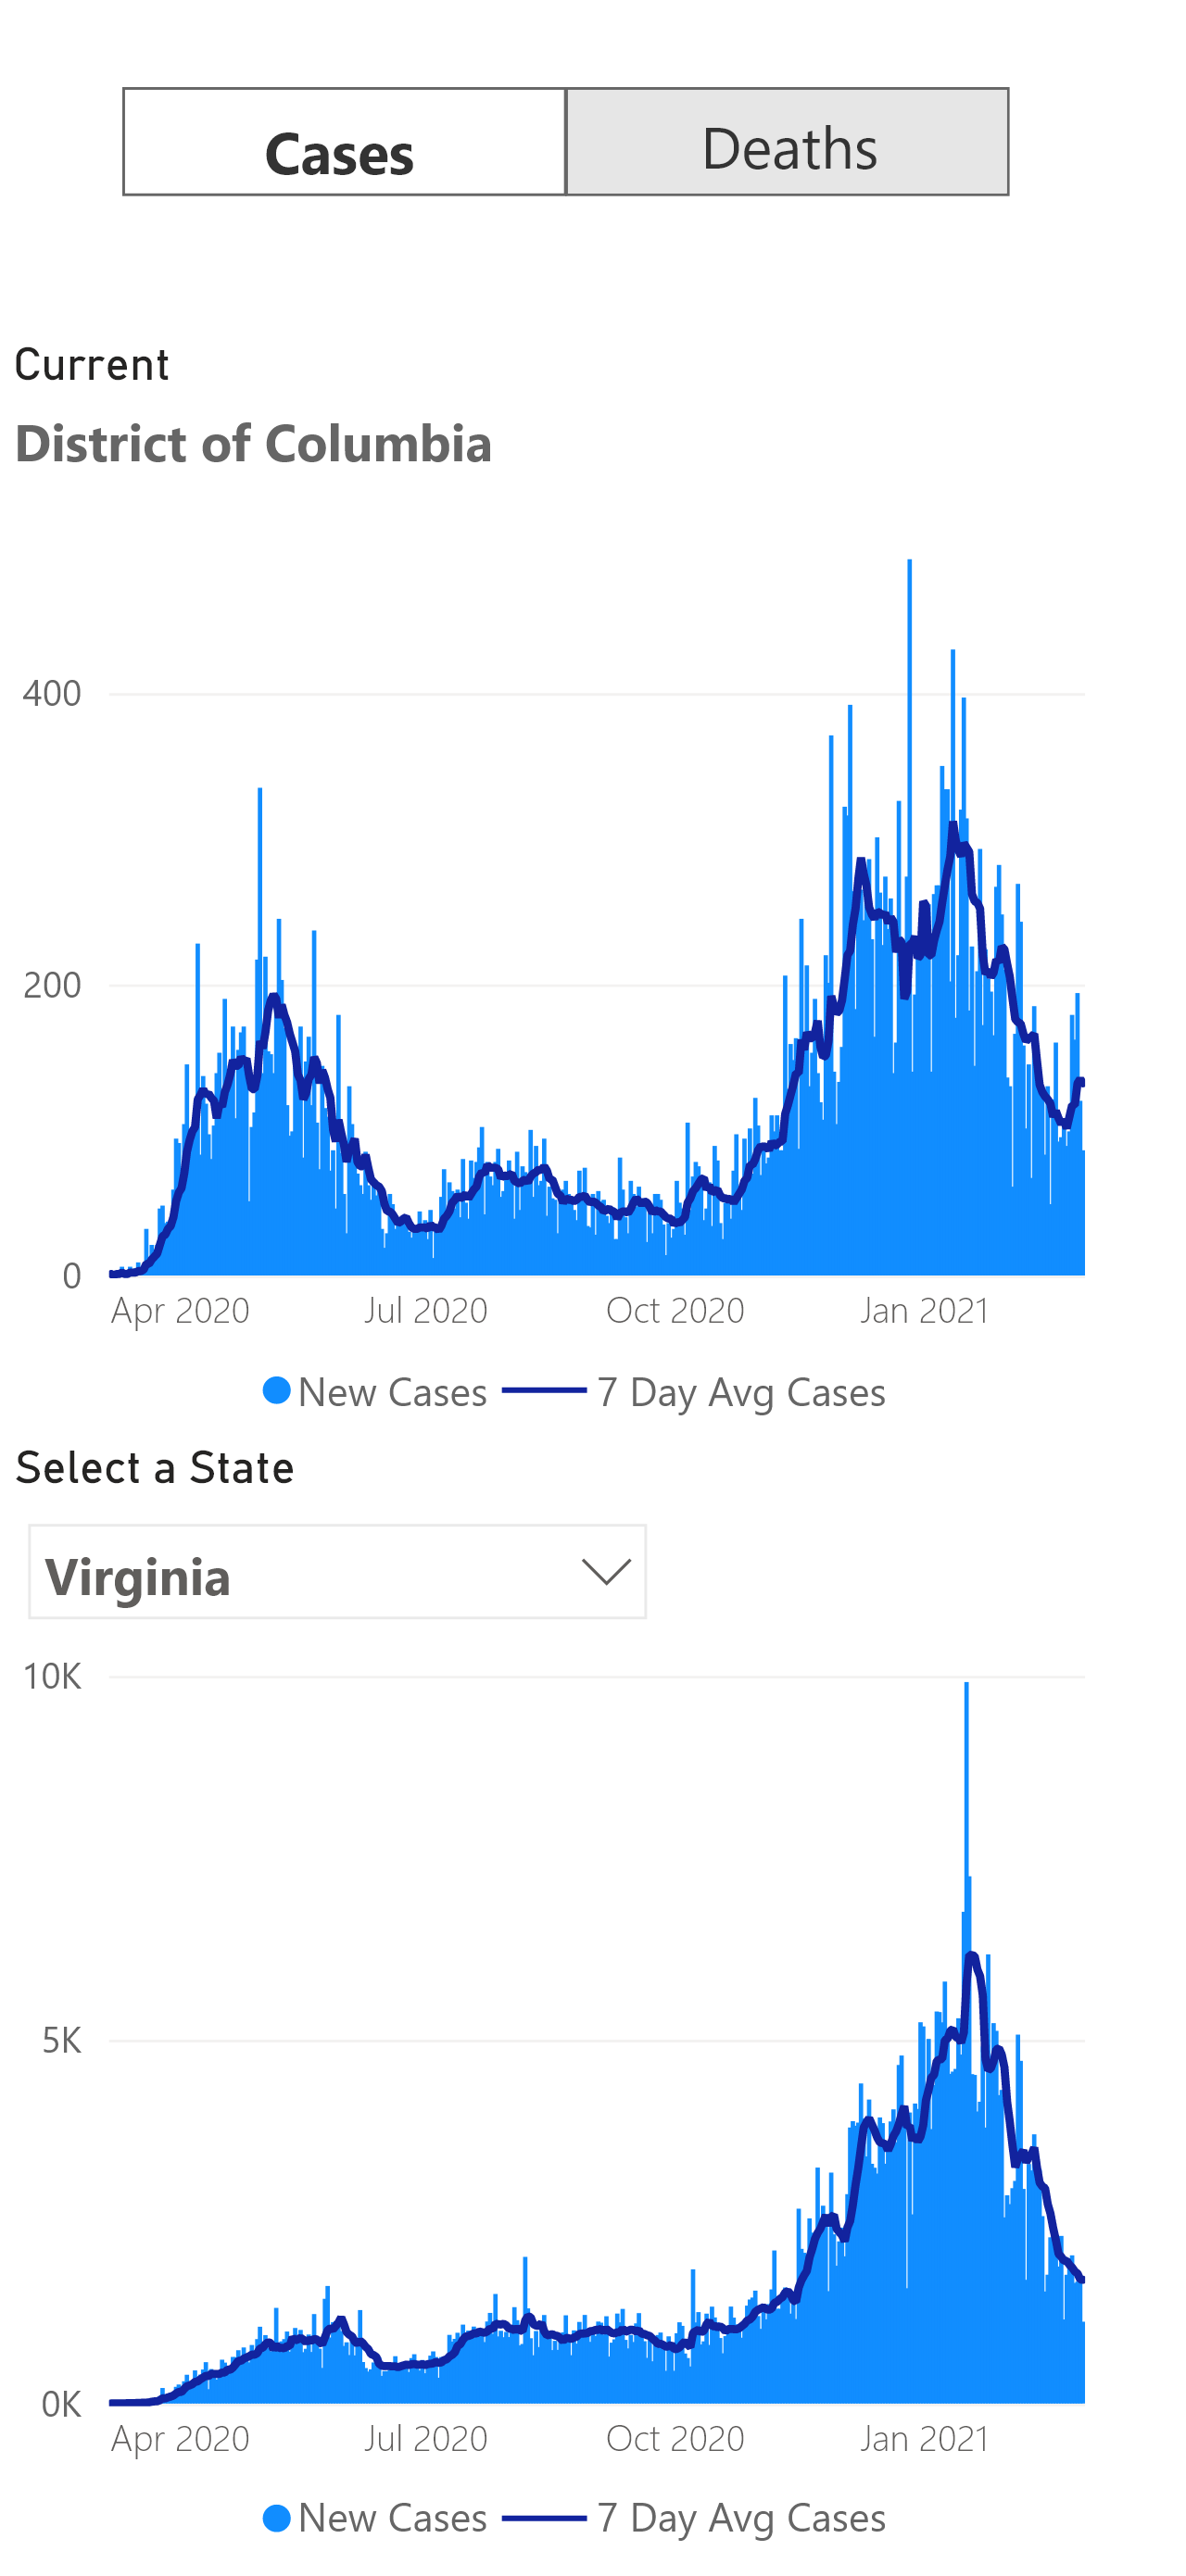 Cases Deaths
Current
District of Columbia
400
200
0
Apr 2020 Jul 2020 Oct 2020 Jan 2021
New Cases 7 Day Avg Cases
Select a State
Virginia
10K
5K
0K
Apr 2020 Jul 2020 Oct 2020 Jan 2021
New Cases 7 Day Avg Cases